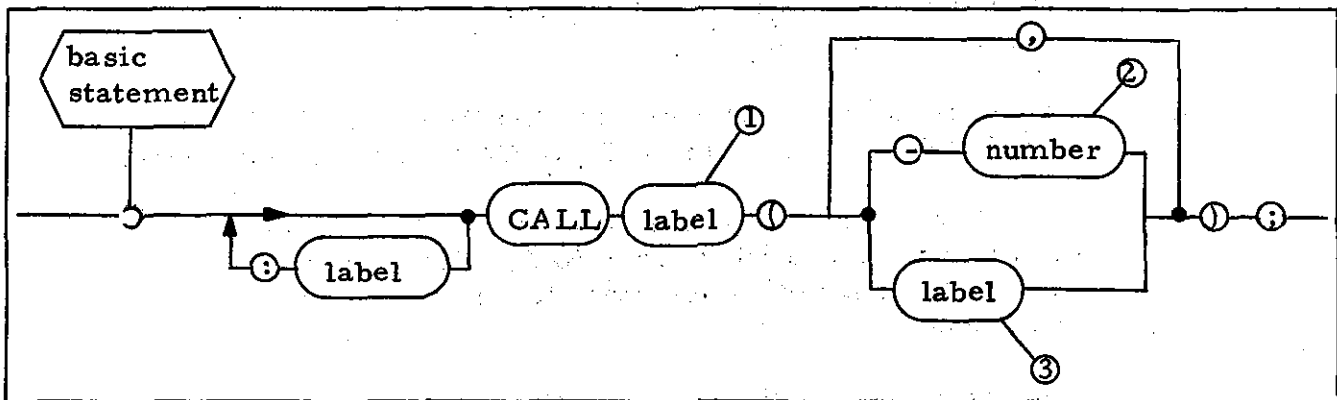 basic
statement
,
②
①
- number
CALL label (
) ;
: label
label
③